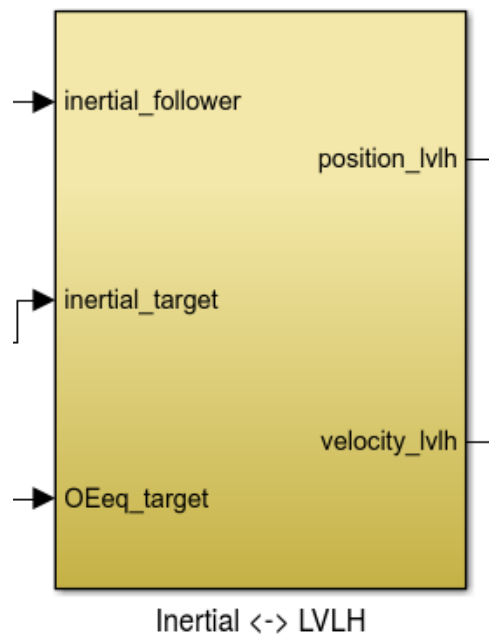 inertial_follower
position_lvlh
inertial_target
velocity_lvlh
OEeq_target
Inertial <-> LVLH